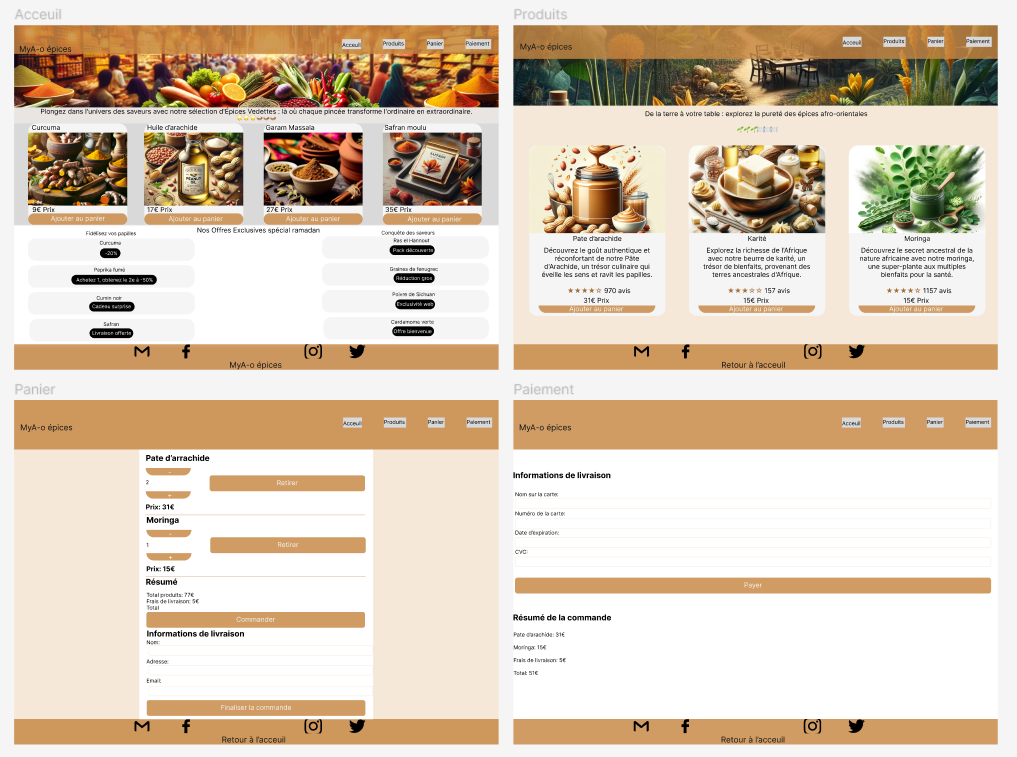 Acceuil
MyA-o épices
Acceuil
Produits
Panier
Paiement
Plongez dans l'univers des saveurs avec notre sélection d'Épices Vedettes : là où chaque pincée transforme l'ordinaire en extraordinaire.
Curcuma
Huile d'arachide
Garam Massala
Safran moulu
PEANUT
OIL
9€ Prix
17€ Prix
27€ Prix
35€ Prix
Ajouter au panier
Ajouter au panier
Ajouter au panier
Ajouter au panier
Nos Offres Exclusives spécial ramadan
Fidélisez vos papilles
Curcuma
-20%
Paprika fumé
Achetez 1, obtenez le 2e à -50%
Cumin noir
Cadeau surprise
Safran
Livraison offerte
Conquête des saveurs
Ras el Hannout
Pack découverte
Graines de fenugrec
Réduction gros
Poivre de Sichuan
Exclusivité web
Cardamome verte
Offre bienvenue
MyA-o épices
Produits
MyA-o épices
Acceuil
Produits
Panier
Paiement
De la terre à votre table : explorez la pureté des épices afro-orientales
Pate d'arachide
Découvrez le goût authentique et
réconfortant de notre Pâte
d'Arachide, un trésor culinaire qui
éveille les sens et ravit les papilles.
★★★★☆ 970 avis
31€ Prix
Ajouter au panier
Karité
Explorez la richesse de l'Afrique
avec notre beurre de karité, un
trésor de bienfaits, provenant des
terres ancestrales d'Afrique.
★★★★☆ 157 avis
15€ Prix
Ajouter au panier
Moringa
Découvrez le secret ancestral de la
nature africaine avec notre moringa,
une super-plante aux multiples
bienfaits pour la santé.
★★★★☆ 1157 avis
15€ Prix
Ajouter au panier
Retour à l'acceuil
Panier
MyA-o épices
Acceuil
Produits
Panier
Paiement
Pate d'arrachide
-
2
+
Retirer
Prix: 31€
Moringa
-
1
+
Retirer
Prix: 15€
Résumé
Total produits: 77€
Frais de livraison: 5€
Total
Commander
Informations de livraison
Nom:
Adresse:
Email:
Finaliser la commande
Retour à l'acceuil
Paiement
MyA-o épices
Acceuil
Produits
Panier
Paiement
Informations de livraison
Nom sur la carte:
Numéro de la carte:
Date d'expiration:
CVC:
Payer
Résumé de la commande
Pate d'arachide: 31€
Moringa: 15€
Frais de livraison: 5€
Total: 51€
Retour à l'acceuil